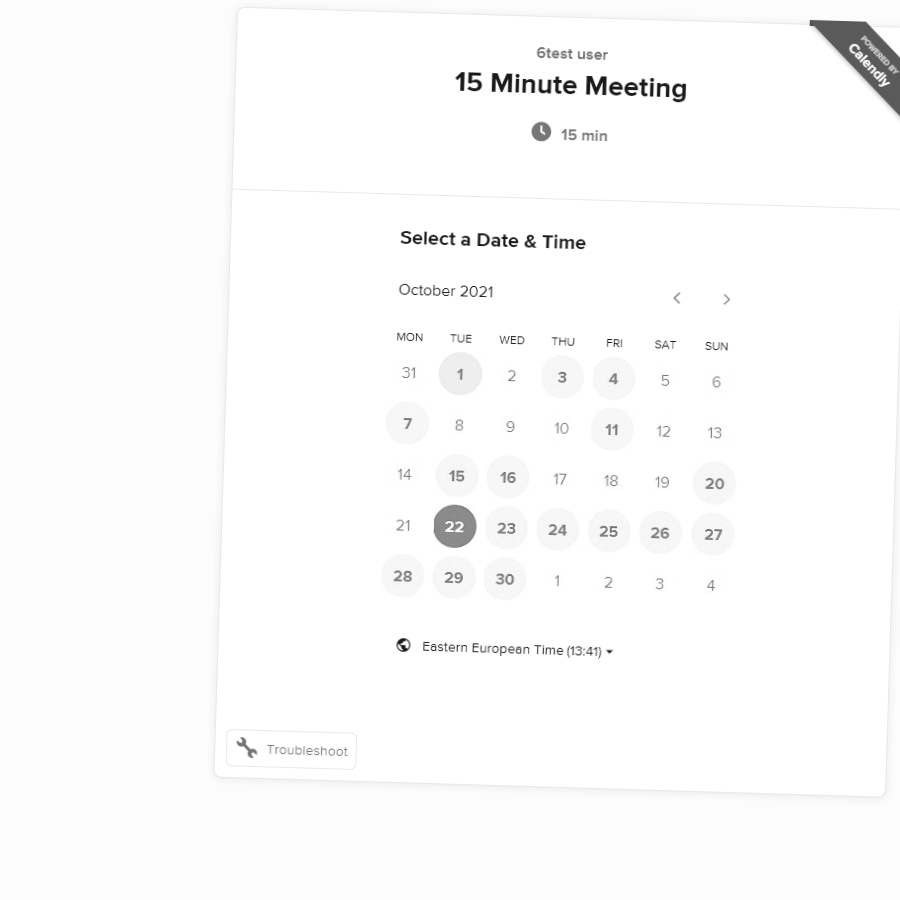 6test user
15 Minute Meeting
15 min
POWERED BY
Calendly
Select a Date & Time
October 2021
MON TUE WED THU FRI SAT SUN
31 1 2 3 4 5 6
7 8 9 10 11 12 13
14 15 16 17 18 19 20
21 22 23 24 25 26 27
28 29 30 1 2 3 4
Eastern European Time (13:41)
Troubleshoot